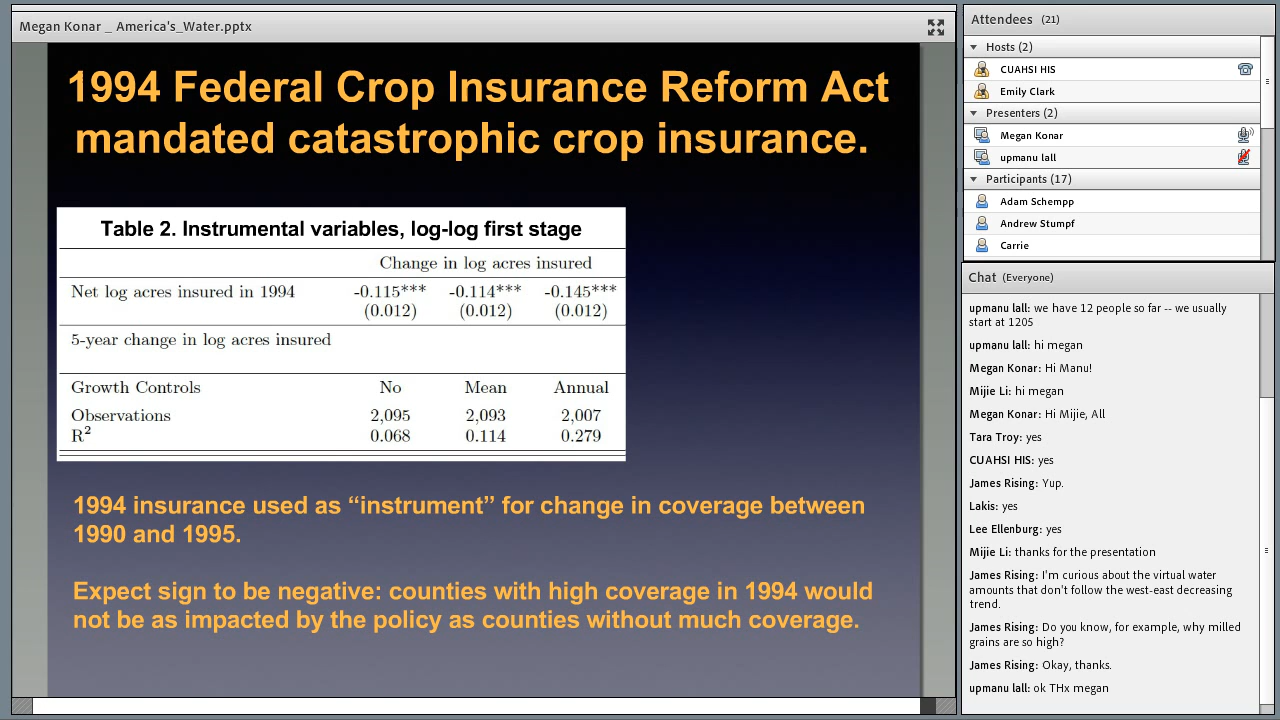 Megan Konar _ America's_Water.pptx
1994 Federal Crop Insurance Reform Act
mandated catastrophic crop insurance.
Table 2. Instrumental variables, log-log first stage
Change in log acres insured
Net log acres insured in 1994 -0.115*** -0.114*** -0.145***
(0.012) (0.012) (0.012)
5-year change in log acres insured
Growth Controls No Mean Annual
Observations 2,095 2,093 2,007
R² 0.068 0.114 0.279
1994 insurance used as “instrument” for change in coverage between
1990 and 1995.
Expect sign to be negative: counties with high coverage in 1994 would
not be as impacted by the policy as counties without much coverage.
Attendees (21)
Hosts (2)
CUAHSI HIS
Emily Clark
Presenters (2)
Megan Konar
upmanu lall
Participants (17)
Adam Schempp
Andrew Stumpf
Carrie
Chat (Everyone)
upmanu lall: we have 12 people so far -- we usually
start at 1205
upmanu lall: hi megan
Megan Konar: Hi Manu!
Mijie Li: hi megan
Megan Konar: Hi Mijie, All
Tara Troy: yes
CUAHSI HIS: yes
James Rising: Yup.
Lakis: yes
Lee Ellenburg: yes
Mijie Li: thanks for the presentation
James Rising: I'm curious about the virtual water
amounts that don't follow the west-east decreasing
trend.
James Rising: Do you know, for example, why milled
grains are so high?
James Rising: Okay, thanks.
upmanu lall: ok THx megan